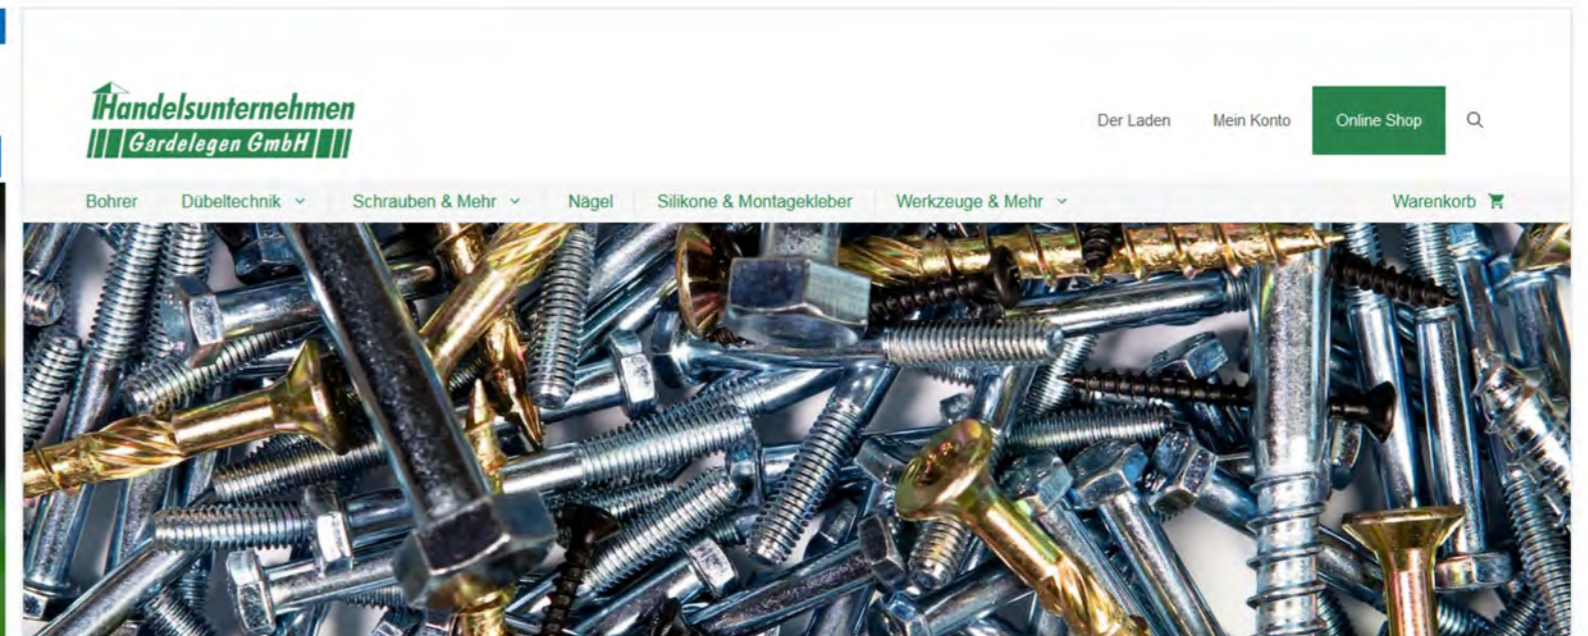 Handelsunternehmen
Gardelegen GmbH
Der Laden Mein Konto Online Shop
Bohrer Dübeltechnik Schrauben & Mehr Nägel Silikone & Montagekleber Werkzeuge & Mehr Warenkorb